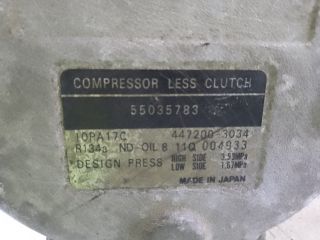 COMPRESSOR LESS CLUTCH
55035783
10PA17C 447200-3034
R134a ND-OIL 8 11Q 004933
DESIGN PRESS HIGH SIDE 3.53MPa
LOW SIDE 1.67MPa
MADE IN JAPAN